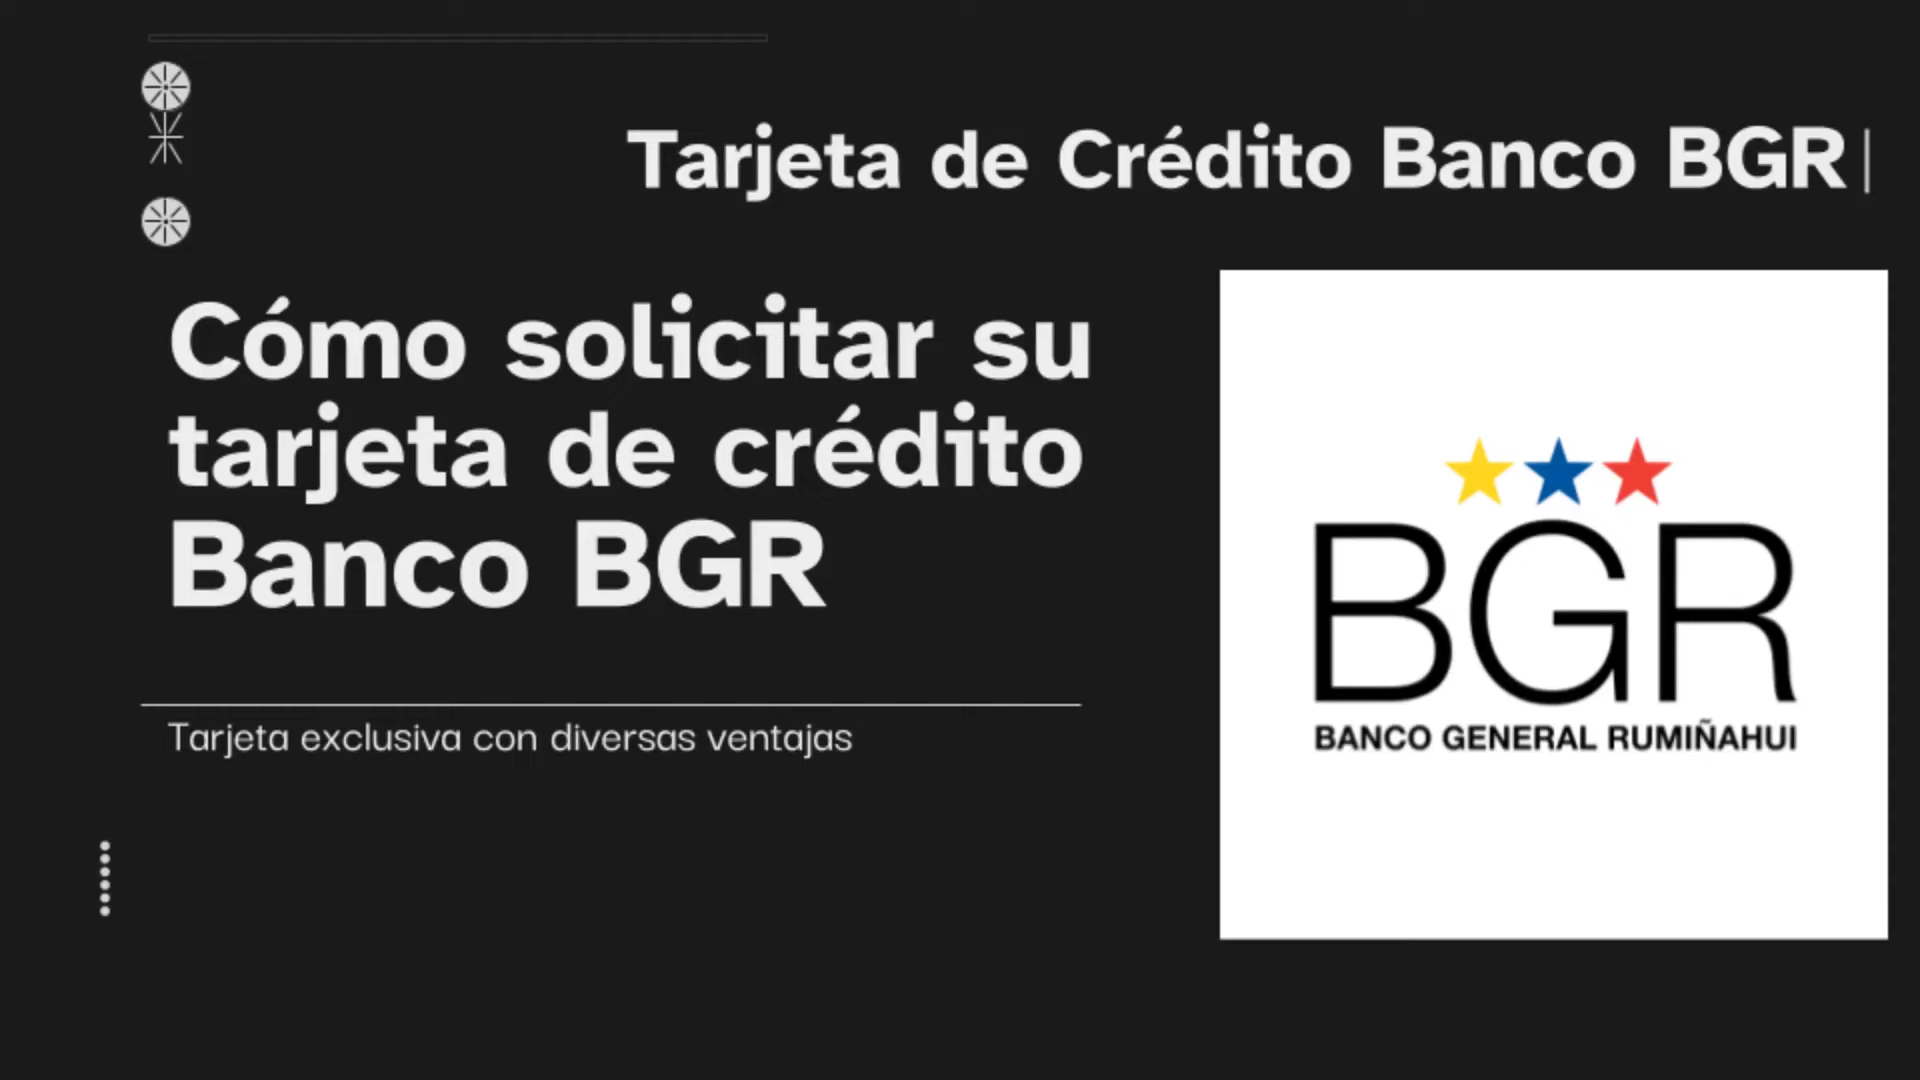 Tarjeta de Crédito Banco BGR
Cómo solicitar su
tarjeta de crédito
Banco BGR
Tarjeta exclusiva con diversas ventajas
BGR
BANCO GENERAL RUMIÑAHUI